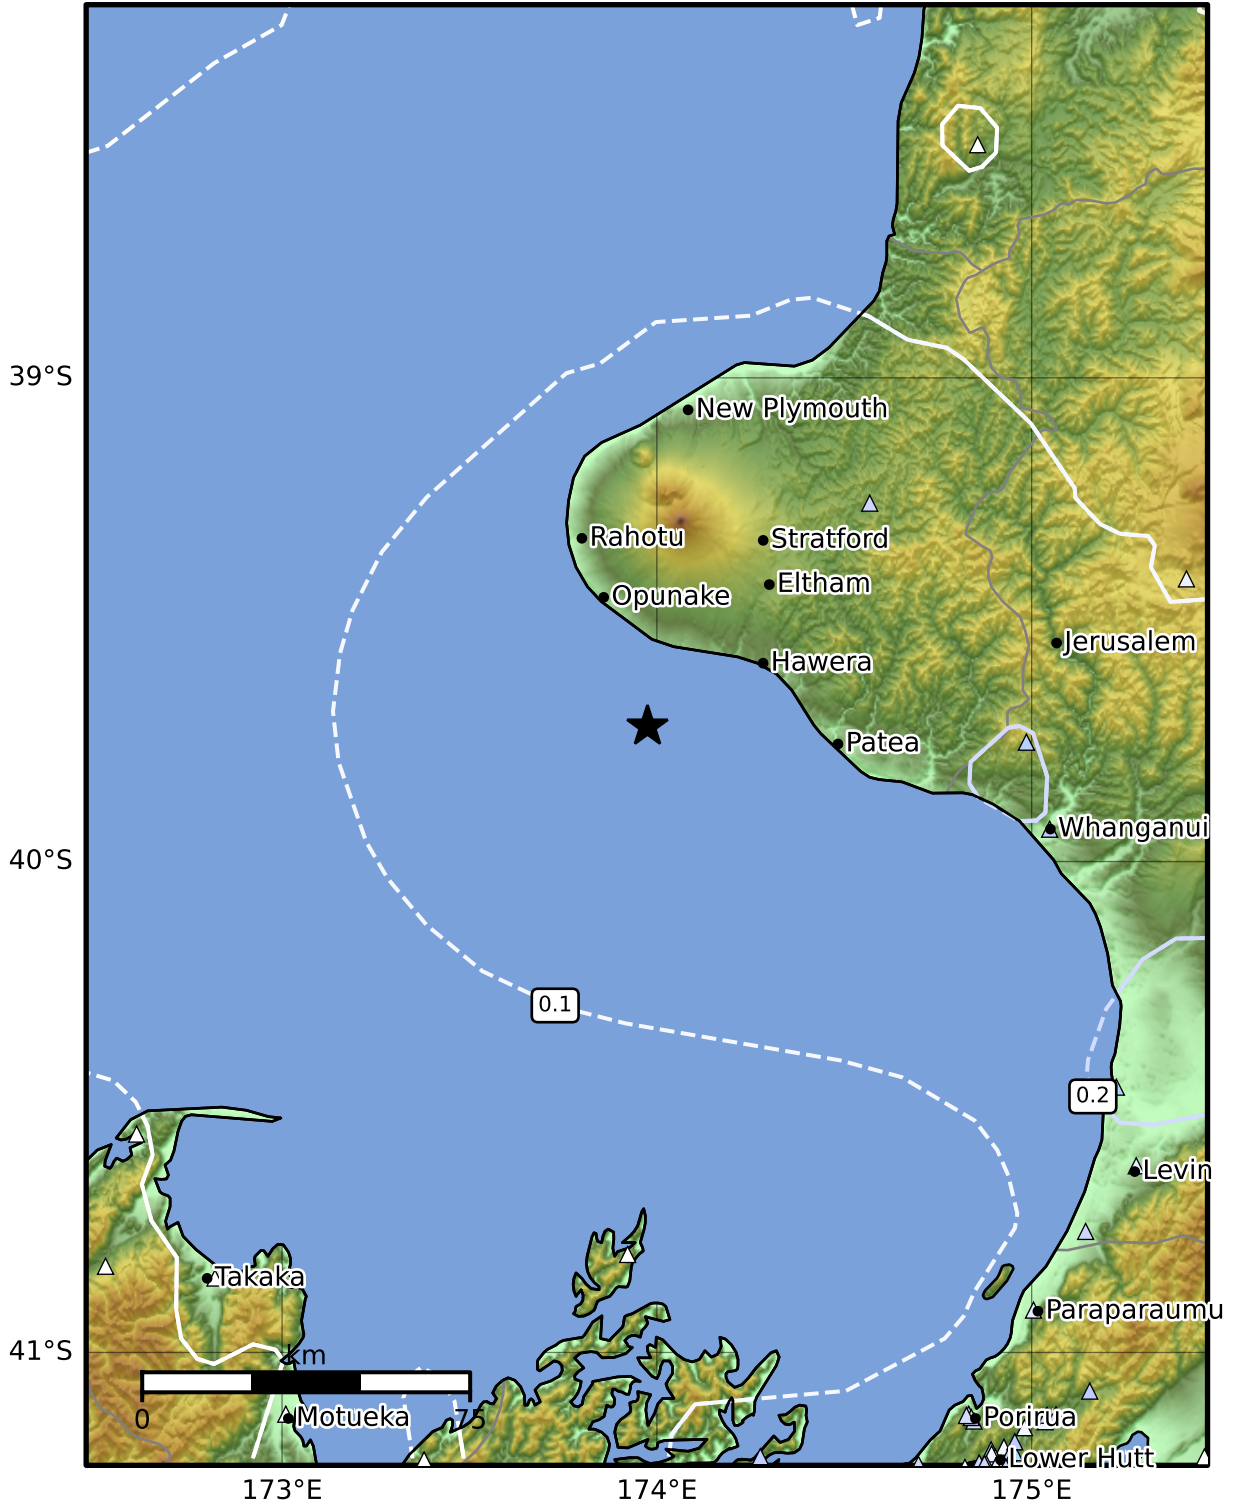 39°S
New Plymouth
Rahotu
Stratford
Eltham
Opunake
Jerusalem
Hawera
Patea
Whanganui
40°S
0.1
0.2
Levin
Takaka
Paraparaumu
41°S
km
0
75
Motueka
Porirua
Lower Hutt
173°E
174°E
175°E